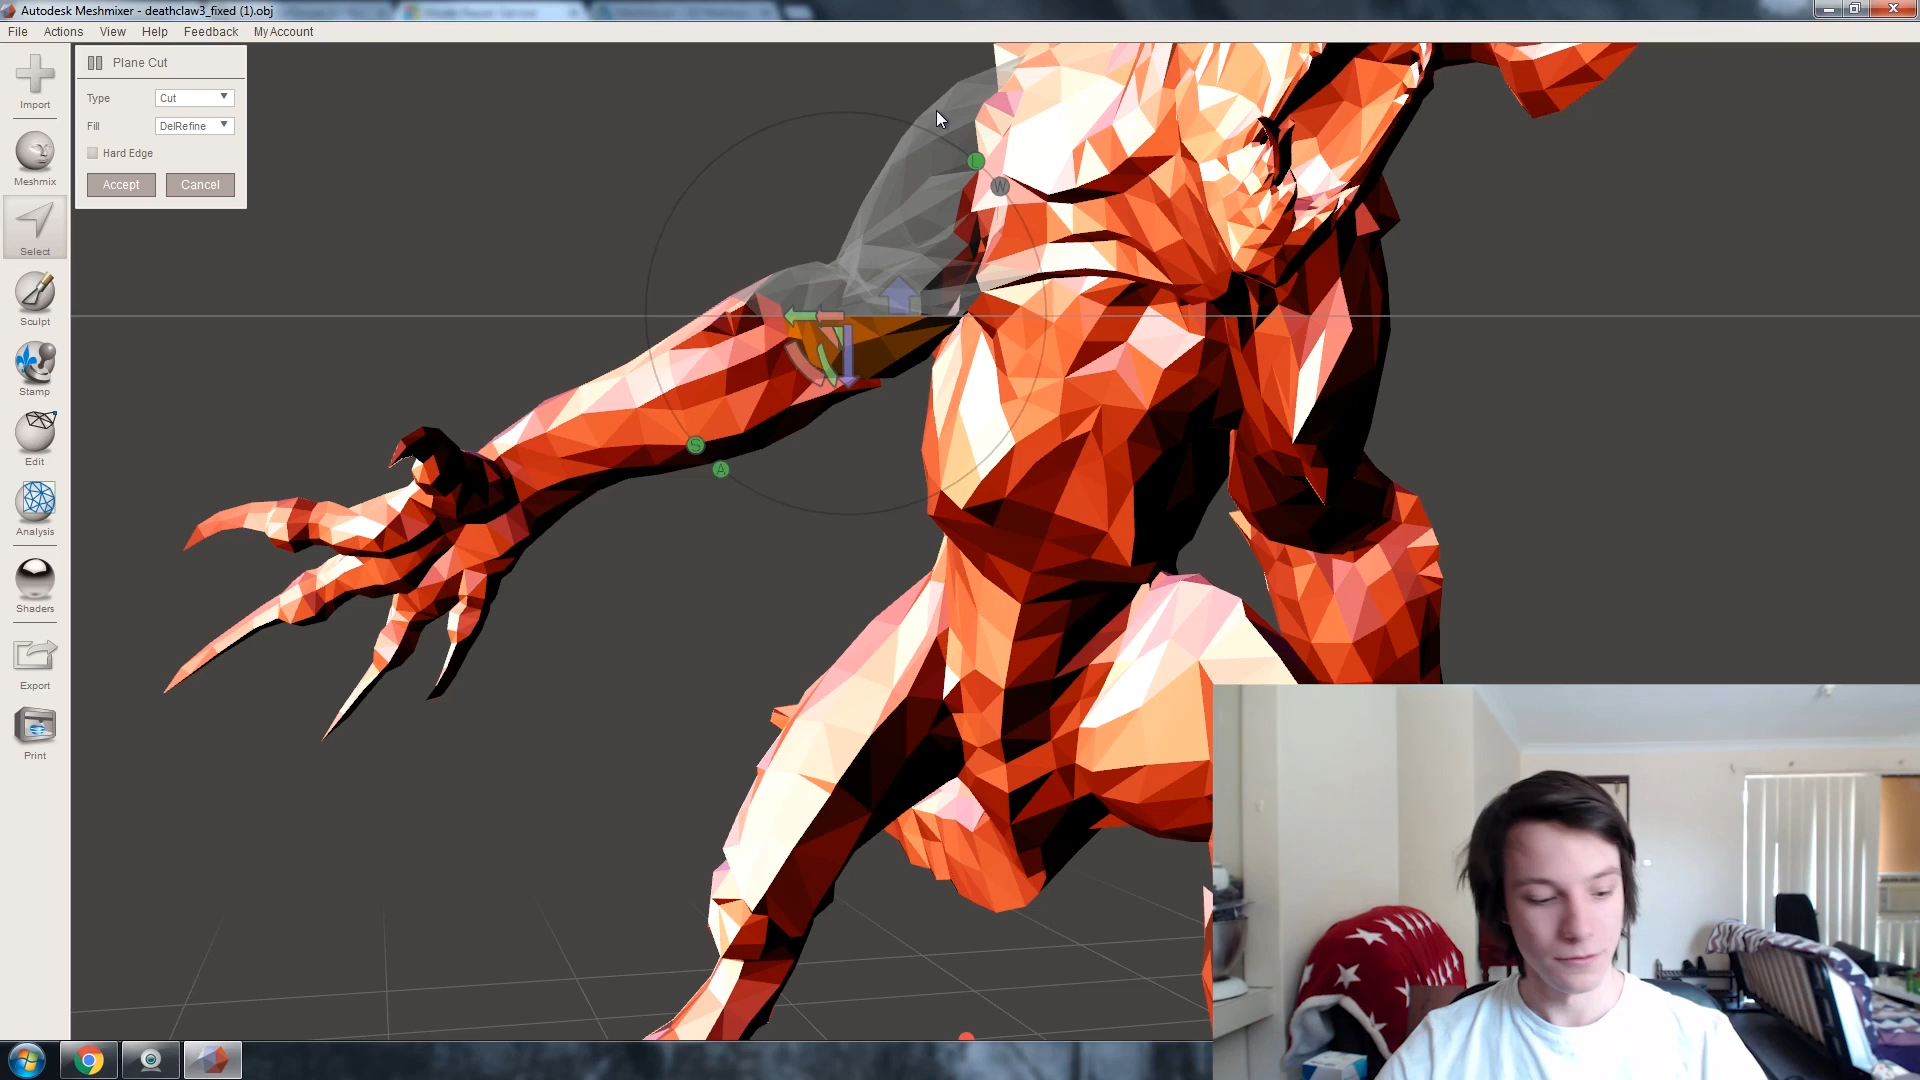 Autodesk Meshmixer - deathclaw3_fixed (1).obj
File Actions View Help Feedback My Account
Plane Cut
Type Cut
Fill DelRefine
Hard Edge
Accept Cancel
Import
Meshmix
Select
Sculpt
Stamp
Edit
Analysis
Shaders
Export
Print
L
W
S
A